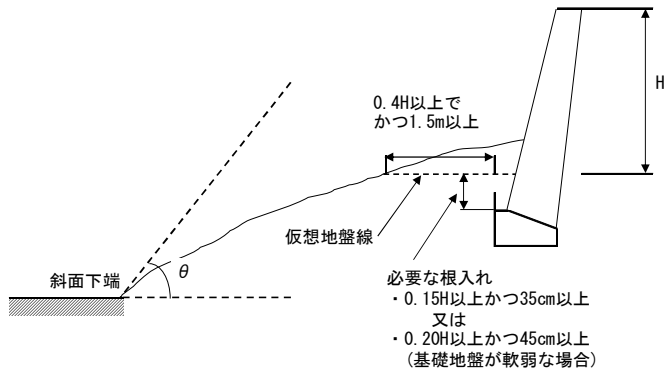 H
0.4H以上で
かつ1.5m以上
仮想地盤線
斜面下端
θ
必要な根入れ
・0.15H以上かつ35cm以上
又は
・0.20H以上かつ45cm以上
(基礎地盤が軟弱な場合)